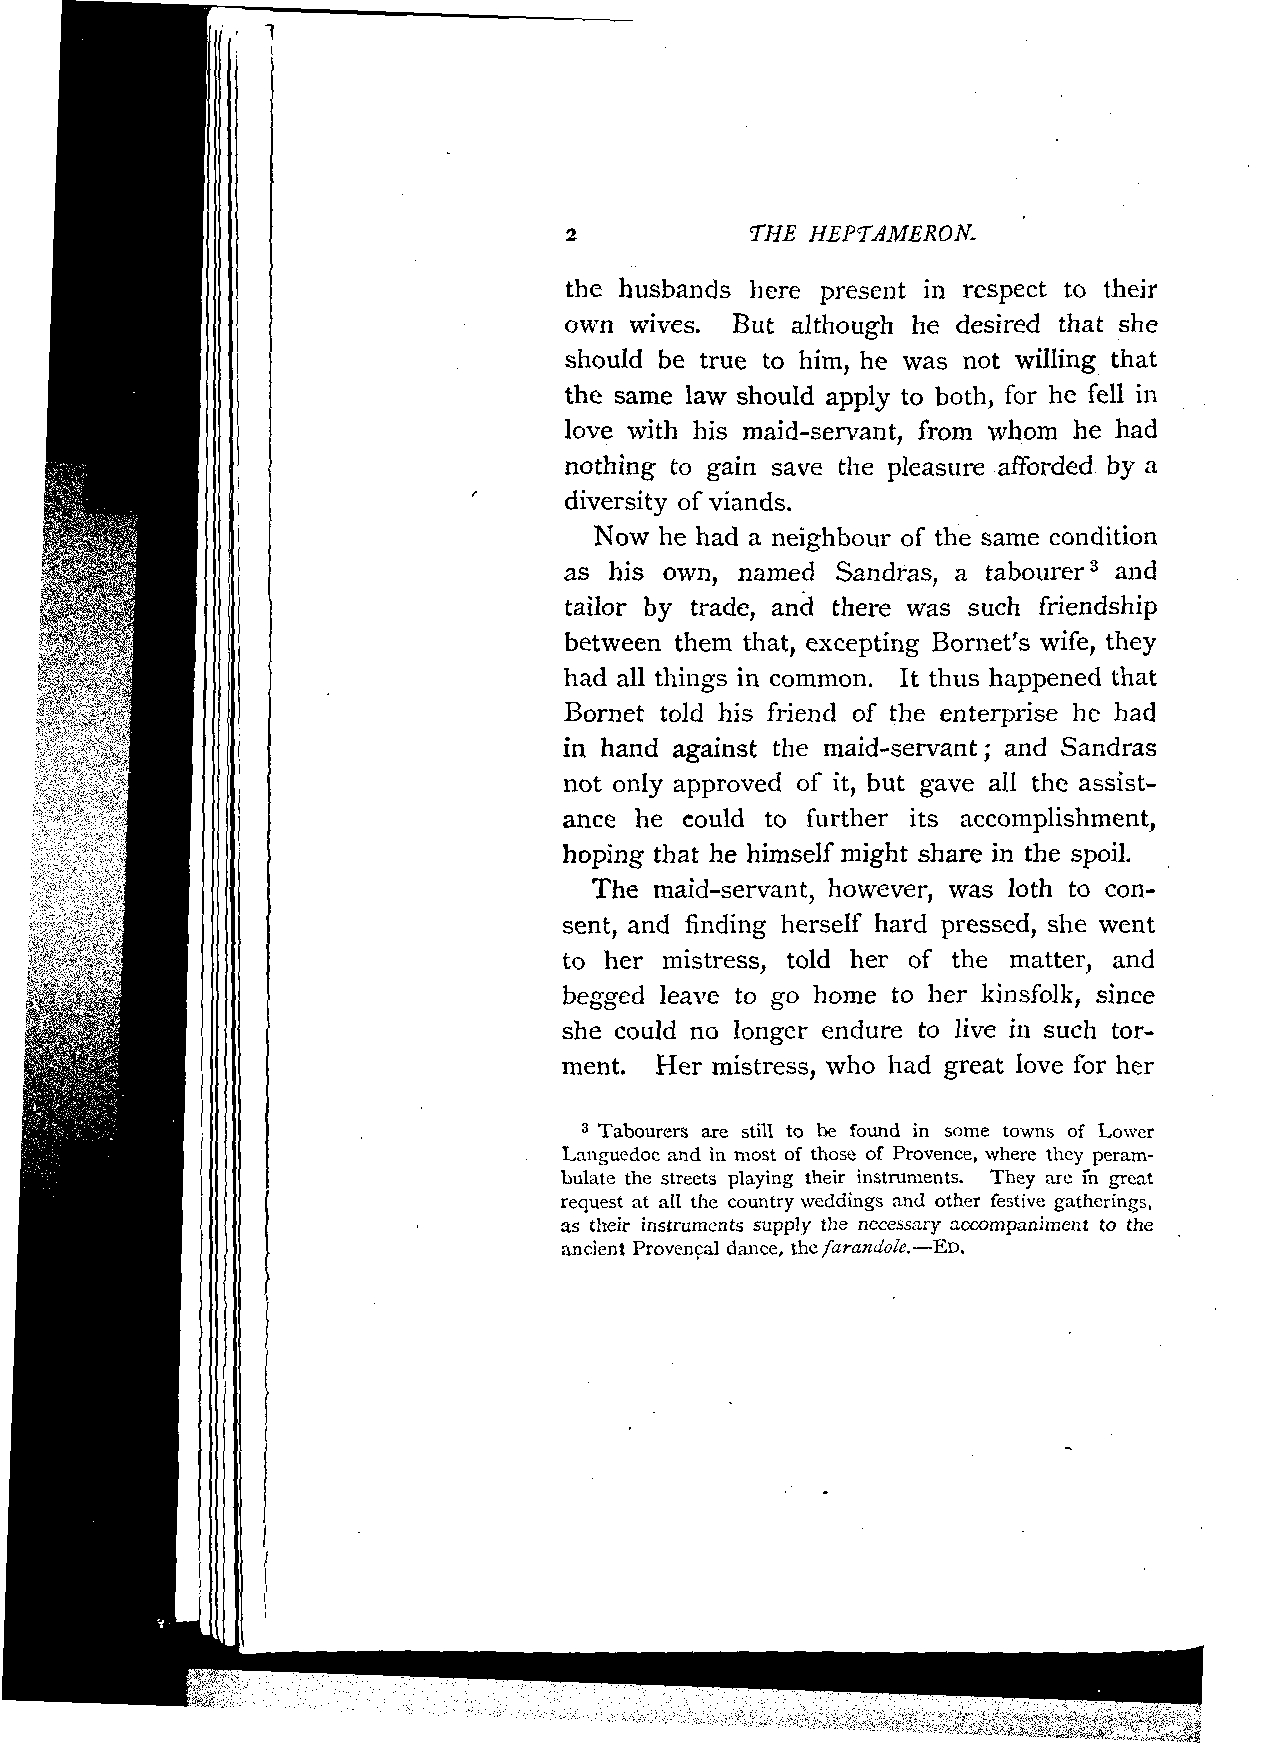 2 THE HEPTAMERON.
the husbands here present in respect to their
own wives. But although he desired that she
should be true to him, he was not willing that
the same law should apply to both, for he fell in
love with his maid-servant, from whom he had
nothing to gain save the pleasure afforded by a
diversity of viands.
Now he had a neighbour of the same condition
as his own, named Sandras, a tabourer³ and
tailor by trade, and there was such friendship
between them that, excepting Bornet's wife, they
had all things in common. It thus happened that
Bornet told his friend of the enterprise he had
in hand against the maid-servant; and Sandras
not only approved of it, but gave all the assist-
ance he could to further its accomplishment,
hoping that he himself might share in the spoil.
The maid-servant, however, was loth to con-
sent, and finding herself hard pressed, she went
to her mistress, told her of the matter, and
begged leave to go home to her kinsfolk, since
she could no longer endure to live in such tor-
ment. Her mistress, who had great love for her
³ Tabourers are still to be found in some towns of Lower
Languedoc and in most of those of Provence, where they peram-
bulate the streets playing their instruments. They are in great
request at all the country weddings and other festive gatherings,
as their instruments supply the necessary accompaniment to the
ancient Provençal dance, the farandole.—ED.